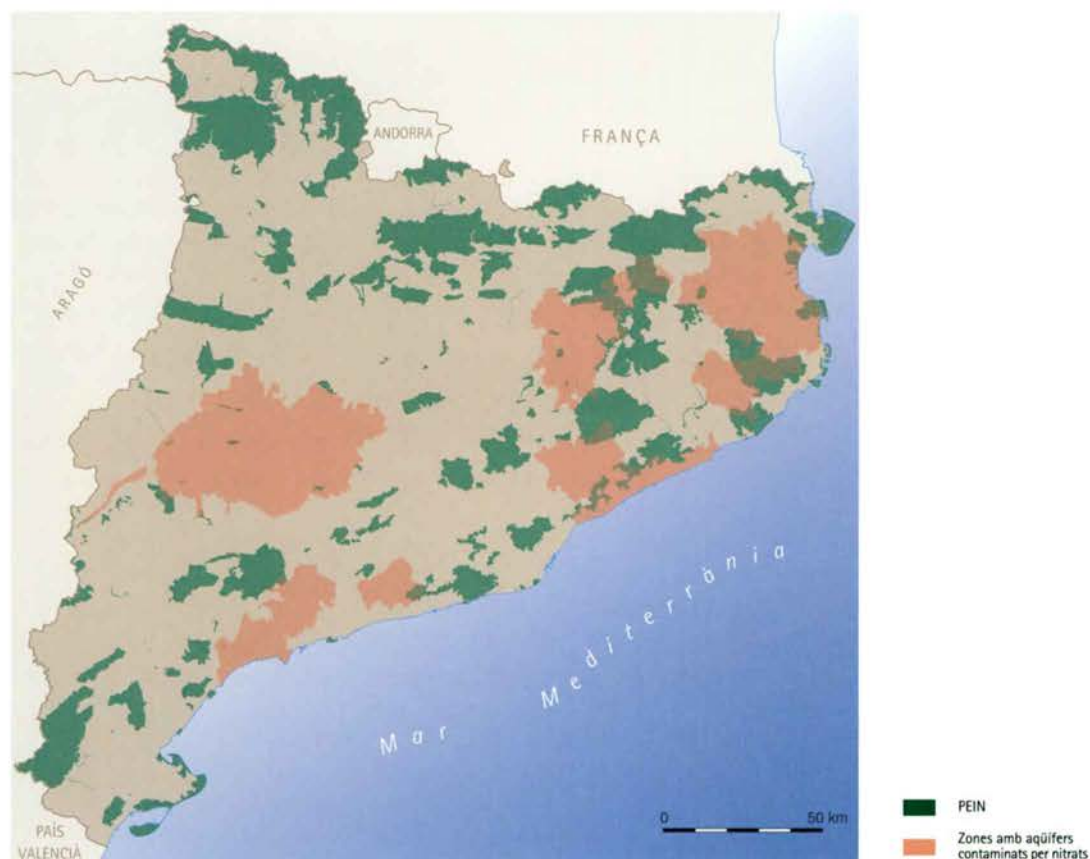 ANDORRA
FRANÇA
ARAGÓ
Mar Mediterrània
0 50 km
PAÍS
VALENCIÀ
PEIN
Zones amb aqüífers
contaminats per nitrats